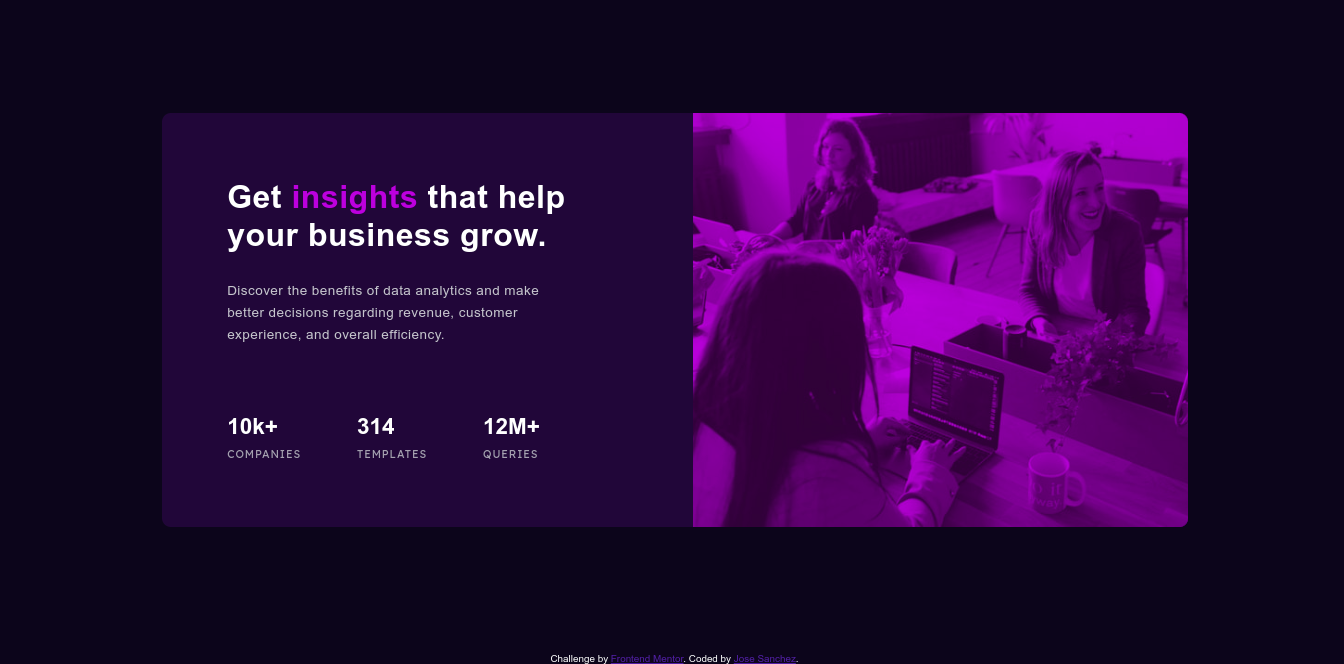 Get insights that help
your business grow.
Discover the benefits of data analytics and make
better decisions regarding revenue, customer
experience, and overall efficiency.
10k+ 314 12M+
COMPANIES TEMPLATES QUERIES
Challenge by Frontend Mentor. Coded by Jose Sanchez.